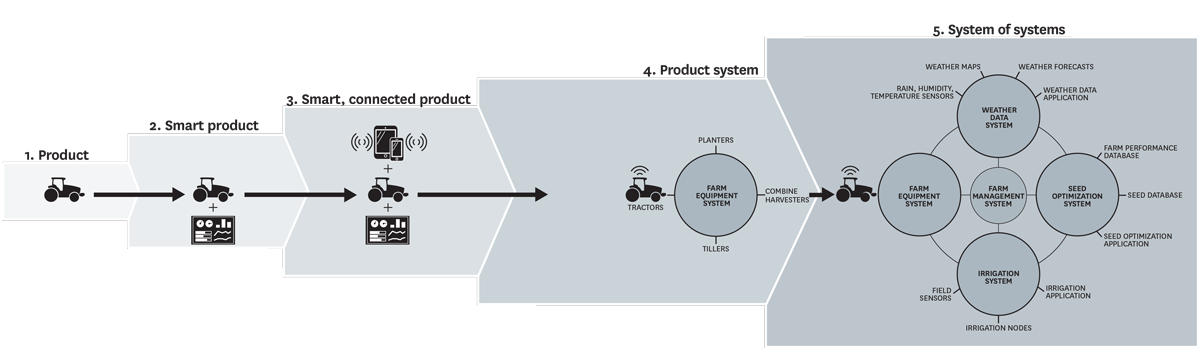 1. Product
2. Smart product
+
3. Smart, connected product
+
+
4. Product system
PLANTERS
TRACTORS
FARM
EQUIPMENT
SYSTEM
COMBINE
HARVESTERS
TILLERS
5. System of systems
WEATHER MAPS
WEATHER FORECASTS
RAIN, HUMIDITY,
TEMPERATURE SENSORS
WEATHER DATA
APPLICATION
WEATHER
DATA
SYSTEM
FARM
EQUIPMENT
SYSTEM
FARM
MANAGEMENT
SYSTEM
SEED
OPTIMIZATION
SYSTEM
FARM PERFORMANCE
DATABASE
SEED DATABASE
SEED OPTIMIZATION
APPLICATION
IRRIGATION
SYSTEM
FIELD
SENSORS
IRRIGATION
APPLICATION
IRRIGATION NODES